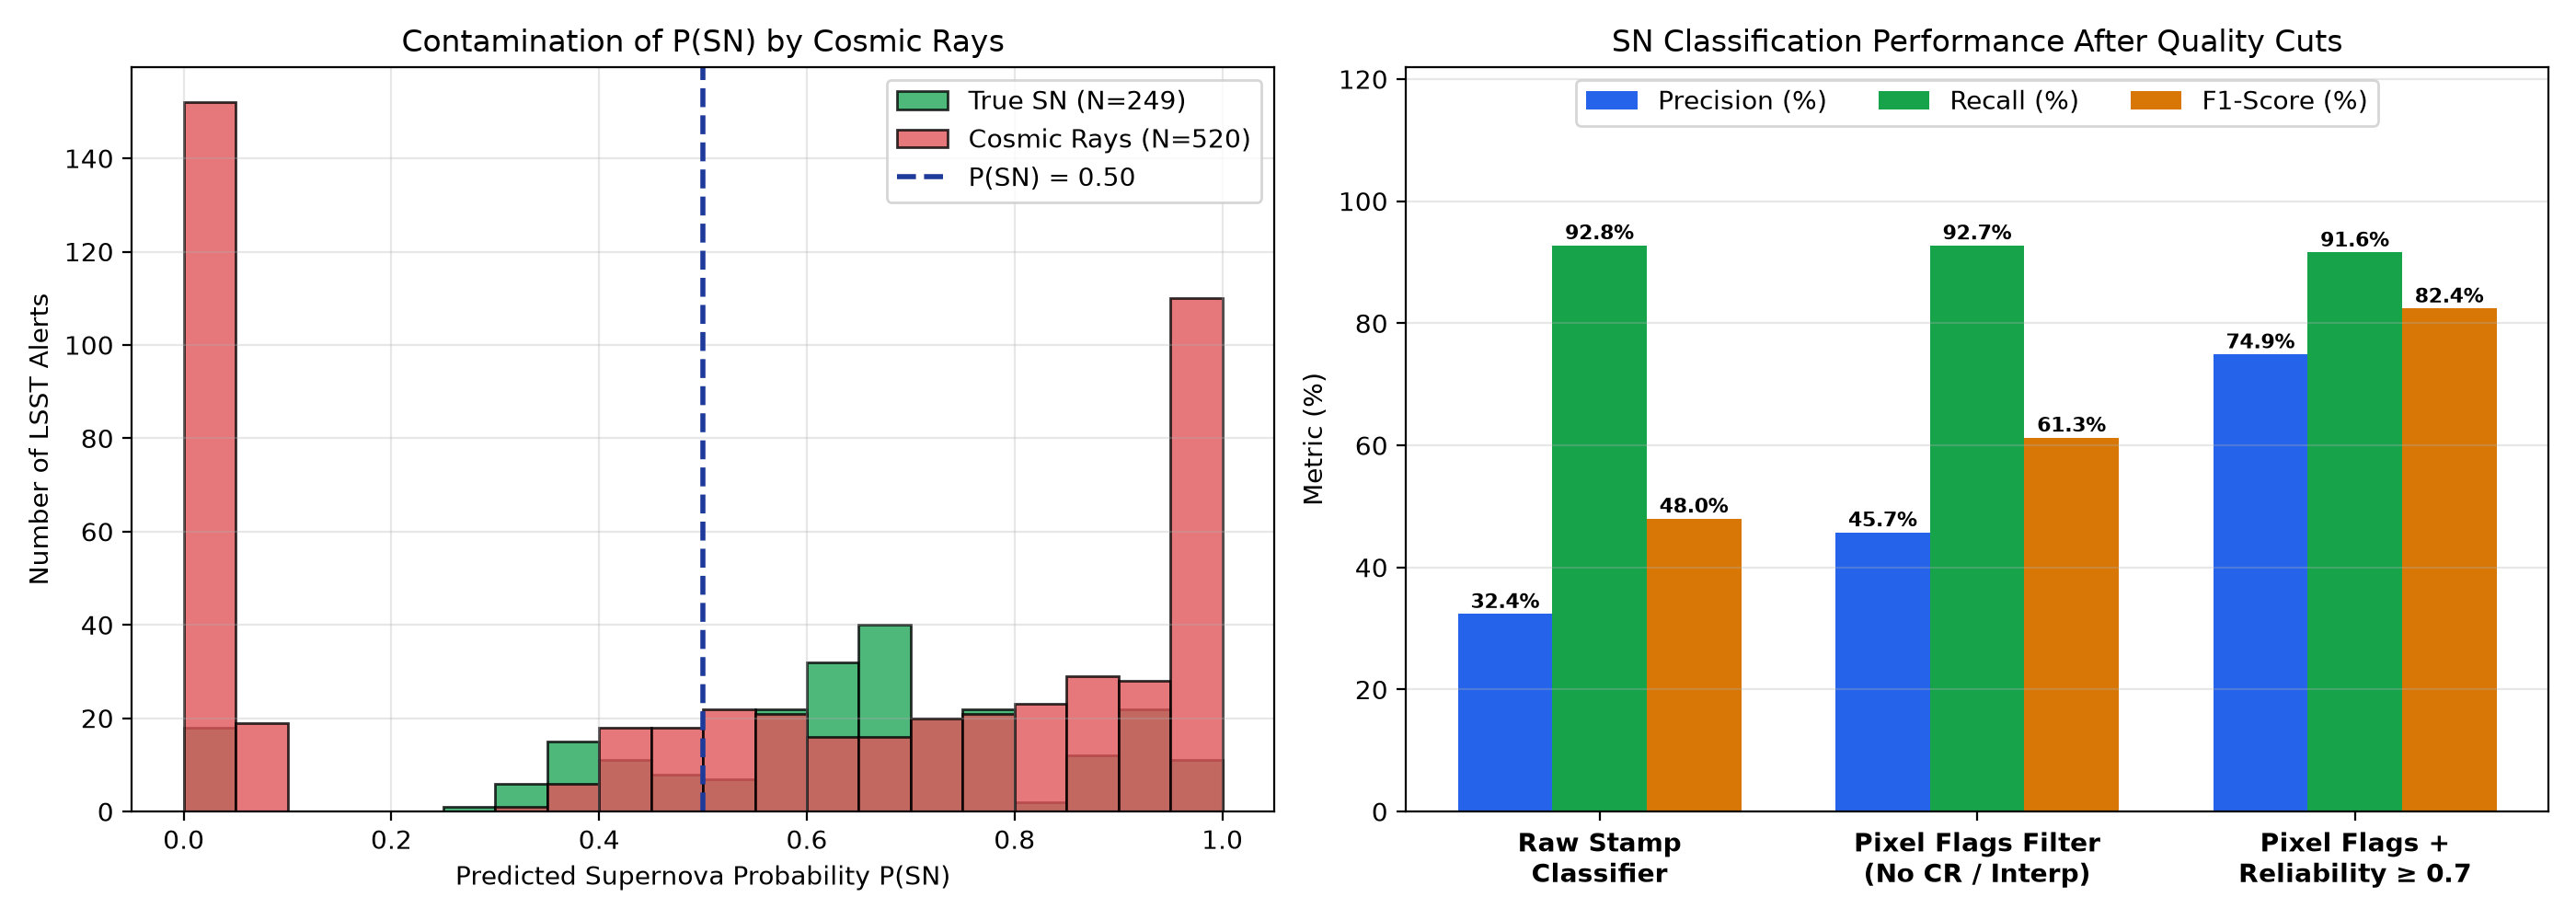 Contamination of P(SN) by Cosmic Rays
Number of LSST Alerts
140
120
100
80
60
40
20
0
True SN (N=249)
Cosmic Rays (N=520)
P(SN) = 0.50
0.0 0.2 0.4 0.6 0.8 1.0
Predicted Supernova Probability P(SN)
SN Classification Performance After Quality Cuts
Metric (%)
120
100
80
60
40
20
0
Precision (%) Recall (%) F1-Score (%)
32.4% 92.8% 48.0%
45.7% 92.7% 61.3%
74.9% 91.6% 82.4%
Raw Stamp
Classifier
Pixel Flags Filter
(No CR / Interp)
Pixel Flags +
Reliability ≥ 0.7